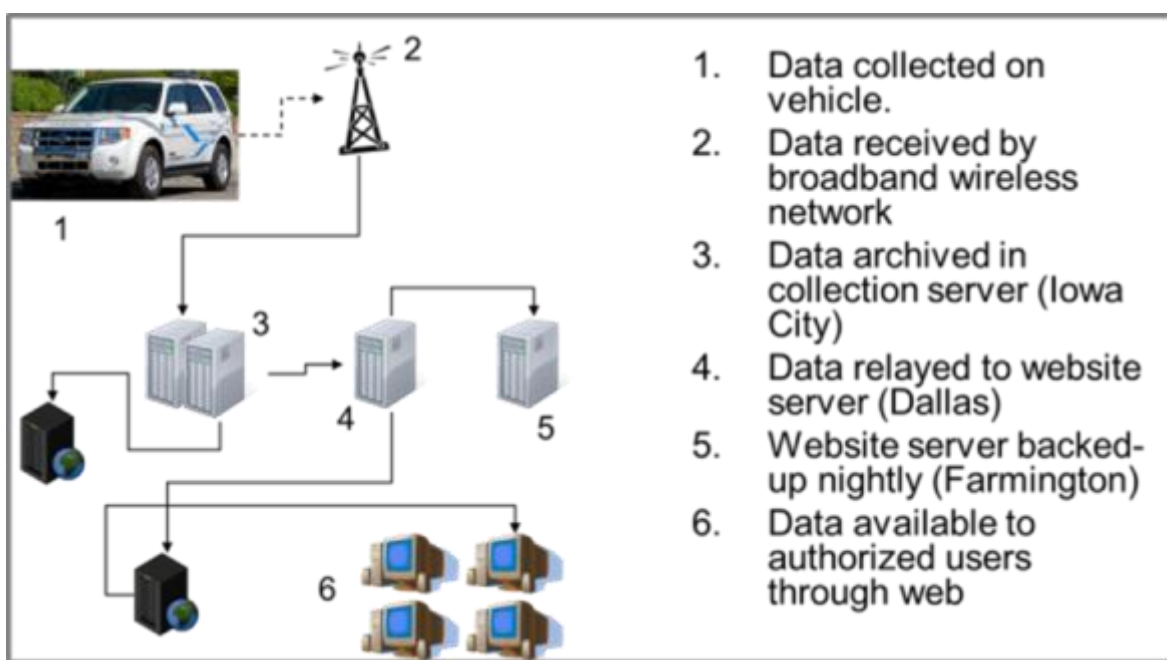 2
1
3
4
5
6
1. Data collected on
vehicle.
2. Data received by
broadband wireless
network
3. Data archived in
collection server (Iowa
City)
4. Data relayed to website
server (Dallas)
5. Website server backed-
up nightly (Farmington)
6. Data available to
authorized users
through web